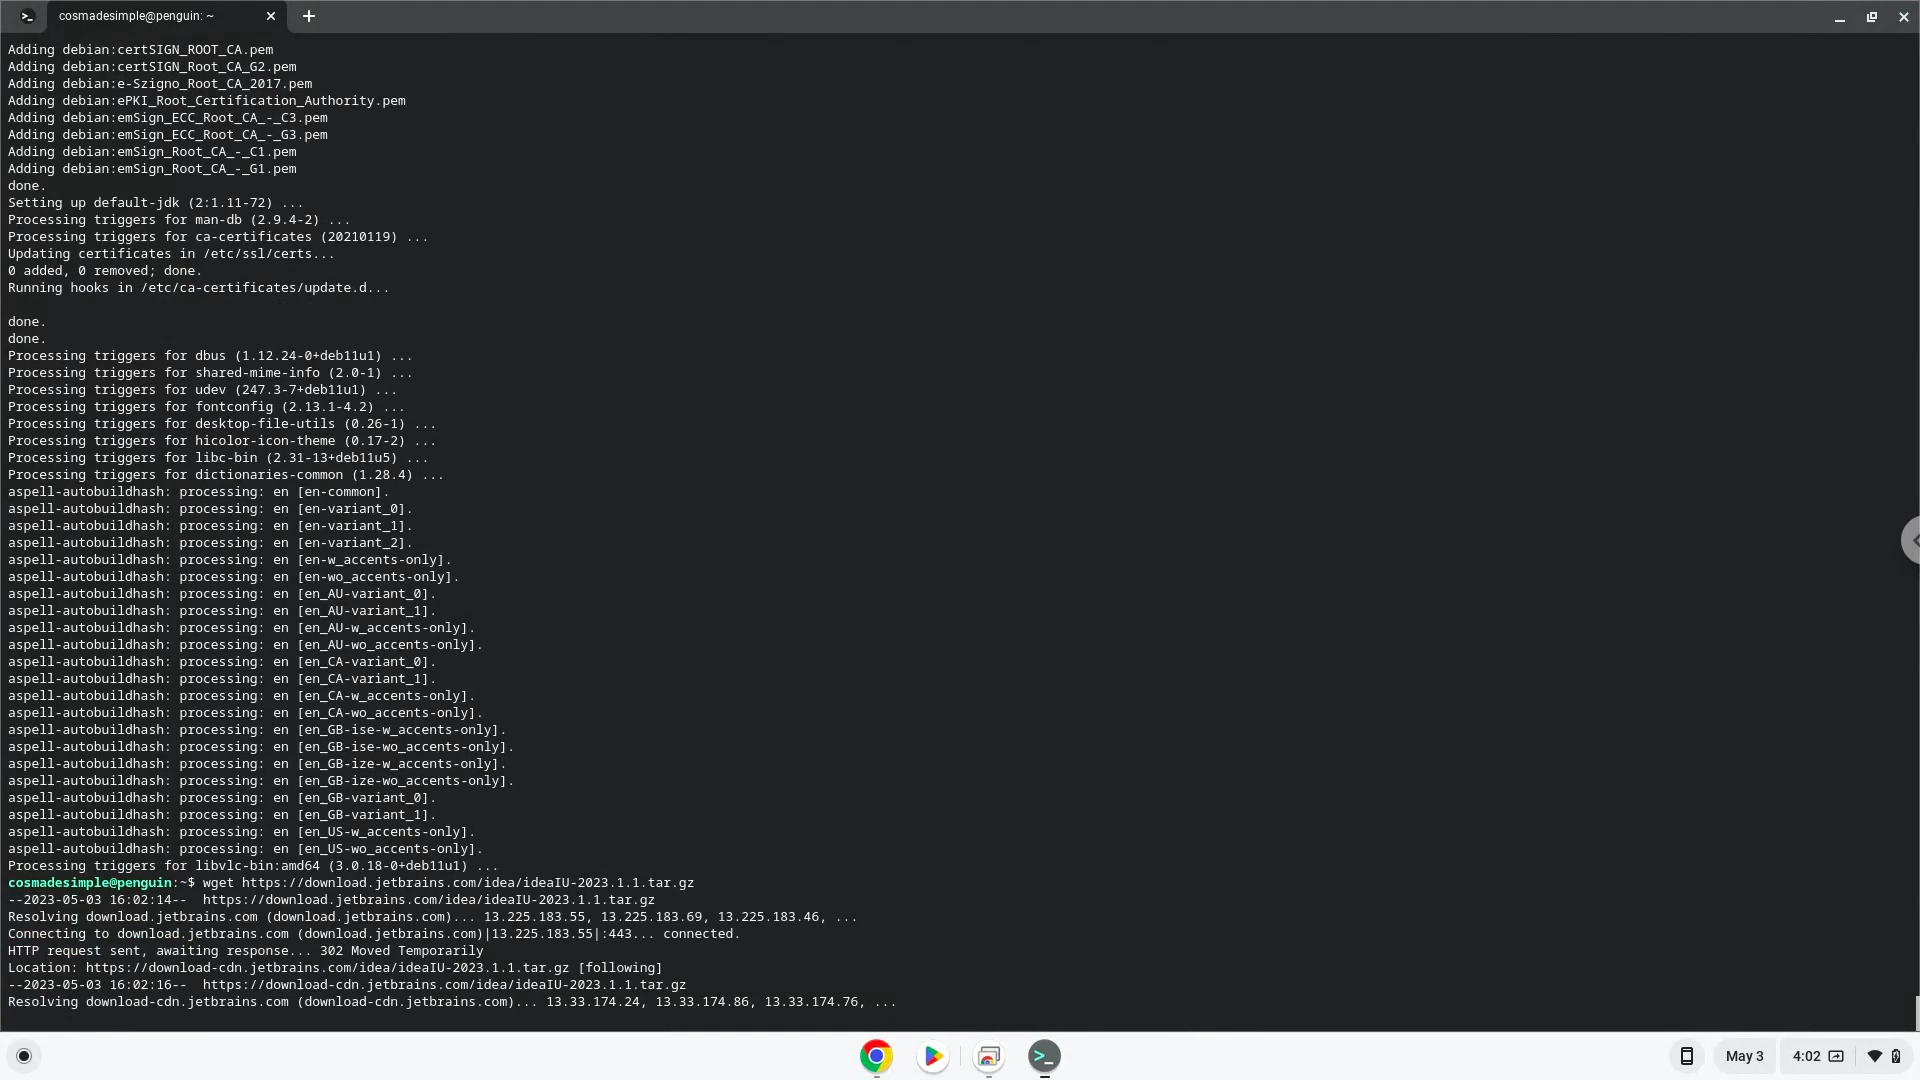 cosmadesimple@penguin: ~
Adding debian:certSIGN_ROOT_CA.pem
Adding debian:certSIGN_Root_CA_G2.pem
Adding debian:e-Szigno_Root_CA_2017.pem
Adding debian:ePKI_Root_Certification_Authority.pem
Adding debian:emSign_ECC_Root_CA_-_C3.pem
Adding debian:emSign_ECC_Root_CA_-_G3.pem
Adding debian:emSign_Root_CA_-_C1.pem
Adding debian:emSign_Root_CA_-_G1.pem
done.
Setting up default-jdk (2:1.11-72) ...
Processing triggers for man-db (2.9.4-2) ...
Processing triggers for ca-certificates (20210119) ...
Updating certificates in /etc/ssl/certs...
0 added, 0 removed; done.
Running hooks in /etc/ca-certificates/update.d...
done.
done.
Processing triggers for dbus (1.12.24-0+deb11u1) ...
Processing triggers for shared-mime-info (2.0-1) ...
Processing triggers for udev (247.3-7+deb11u1) ...
Processing triggers for fontconfig (2.13.1-4.2) ...
Processing triggers for desktop-file-utils (0.26-1) ...
Processing triggers for hicolor-icon-theme (0.17-2) ...
Processing triggers for libc-bin (2.31-13+deb11u5) ...
Processing triggers for dictionaries-common (1.28.4) ...
aspell-autobuildhash: processing: en [en-common].
aspell-autobuildhash: processing: en [en-variant_0].
aspell-autobuildhash: processing: en [en-variant_1].
aspell-autobuildhash: processing: en [en-variant_2].
aspell-autobuildhash: processing: en [en-w_accents-only].
aspell-autobuildhash: processing: en [en-wo_accents-only].
aspell-autobuildhash: processing: en [en_AU-variant_0].
aspell-autobuildhash: processing: en [en_AU-variant_1].
aspell-autobuildhash: processing: en [en_AU-w_accents-only].
aspell-autobuildhash: processing: en [en_AU-wo_accents-only].
aspell-autobuildhash: processing: en [en_CA-variant_0].
aspell-autobuildhash: processing: en [en_CA-variant_1].
aspell-autobuildhash: processing: en [en_CA-w_accents-only].
aspell-autobuildhash: processing: en [en_CA-wo_accents-only].
aspell-autobuildhash: processing: en [en_GB-ise-w_accents-only].
aspell-autobuildhash: processing: en [en_GB-ise-wo_accents-only].
aspell-autobuildhash: processing: en [en_GB-ize-w_accents-only].
aspell-autobuildhash: processing: en [en_GB-ize-wo_accents-only].
aspell-autobuildhash: processing: en [en_GB-variant_0].
aspell-autobuildhash: processing: en [en_GB-variant_1].
aspell-autobuildhash: processing: en [en_US-w_accents-only].
aspell-autobuildhash: processing: en [en_US-wo_accents-only].
Processing triggers for libvlc-bin:amd64 (3.0.18-0+deb11u1) ...
cosmadesimple@penguin:~$ wget https://download.jetbrains.com/idea/ideaIU-2023.1.1.tar.gz
--2023-05-03 16:02:14--  https://download.jetbrains.com/idea/ideaIU-2023.1.1.tar.gz
Resolving download.jetbrains.com (download.jetbrains.com)... 13.225.183.55, 13.225.183.69, 13.225.183.46, ...
Connecting to download.jetbrains.com (download.jetbrains.com)|13.225.183.55|:443... connected.
HTTP request sent, awaiting response... 302 Moved Temporarily
Location: https://download-cdn.jetbrains.com/idea/ideaIU-2023.1.1.tar.gz [following]
--2023-05-03 16:02:16--  https://download-cdn.jetbrains.com/idea/ideaIU-2023.1.1.tar.gz
Resolving download-cdn.jetbrains.com (download-cdn.jetbrains.com)... 13.33.174.24, 13.33.174.86, 13.33.174.76, ...
May 3
4:02